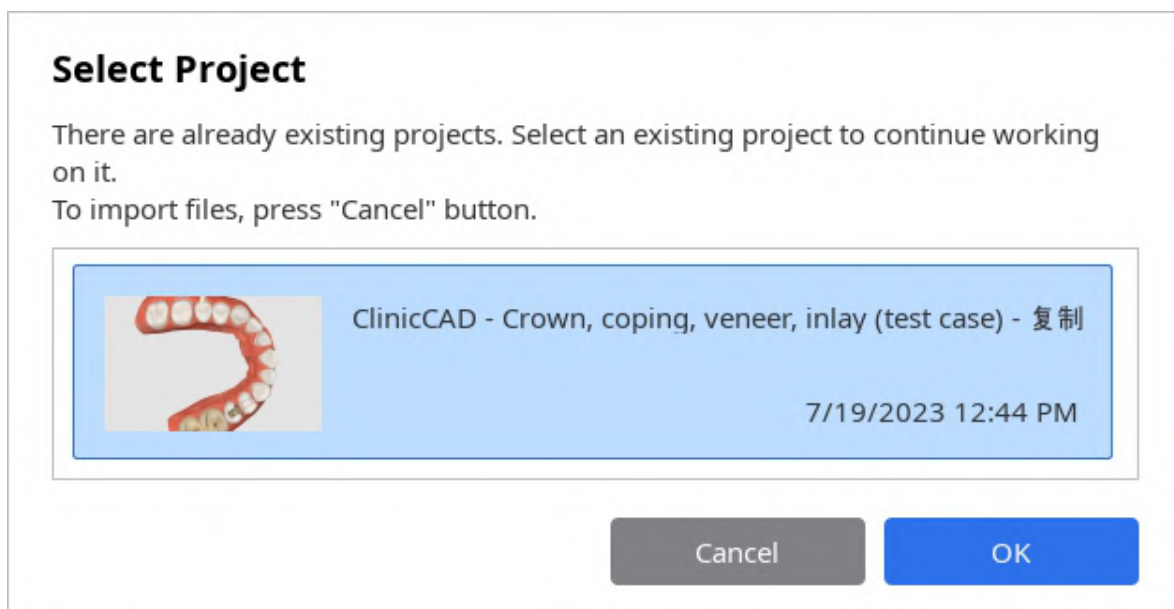 Select Project
There are already existing projects. Select an existing project to continue working
on it.
To import files, press "Cancel" button.
ClinicCAD - Crown, coping, veneer, inlay (test case) - 复制
7/19/2023 12:44 PM
Cancel
OK